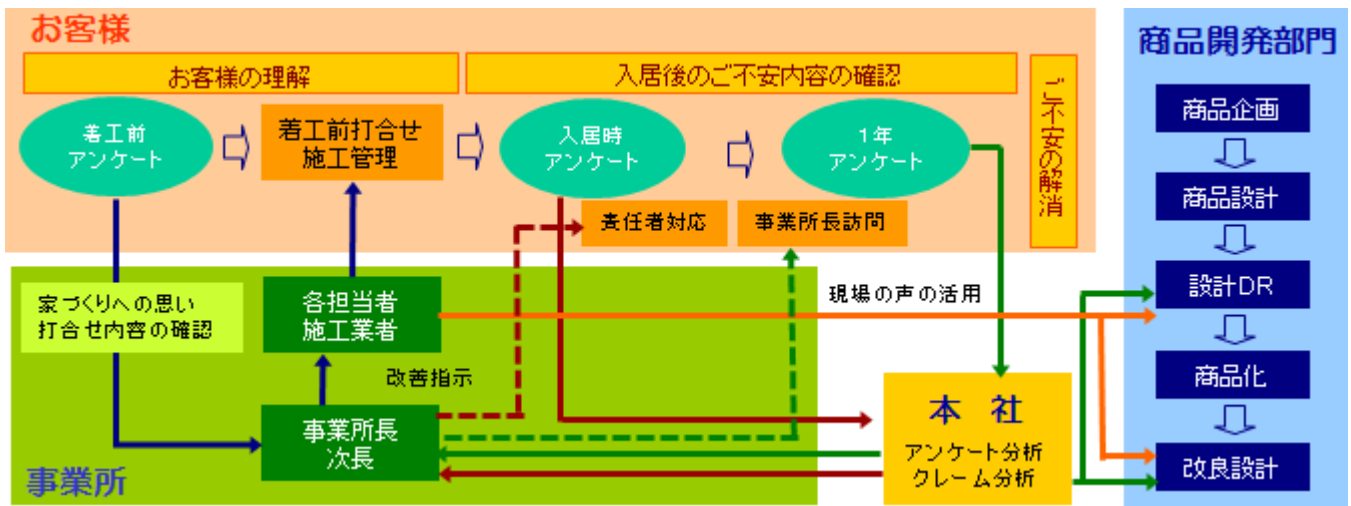 お客様
お客様の理解
入居後のご不安内容の確認
ご不安の解消
着工前
アンケート
着工前打合せ
施工管理
入居時
アンケート
1年
アンケート
責任者対応
事業所長訪問
家づくりへの思い
打合せ内容の確認
各担当者
施工業者
現場の声の活用
改善指示
事業所長
次長
事業所
本社
アンケート分析
クレーム分析
商品開発部門
商品企画
商品設計
設計DR
商品化
改良設計